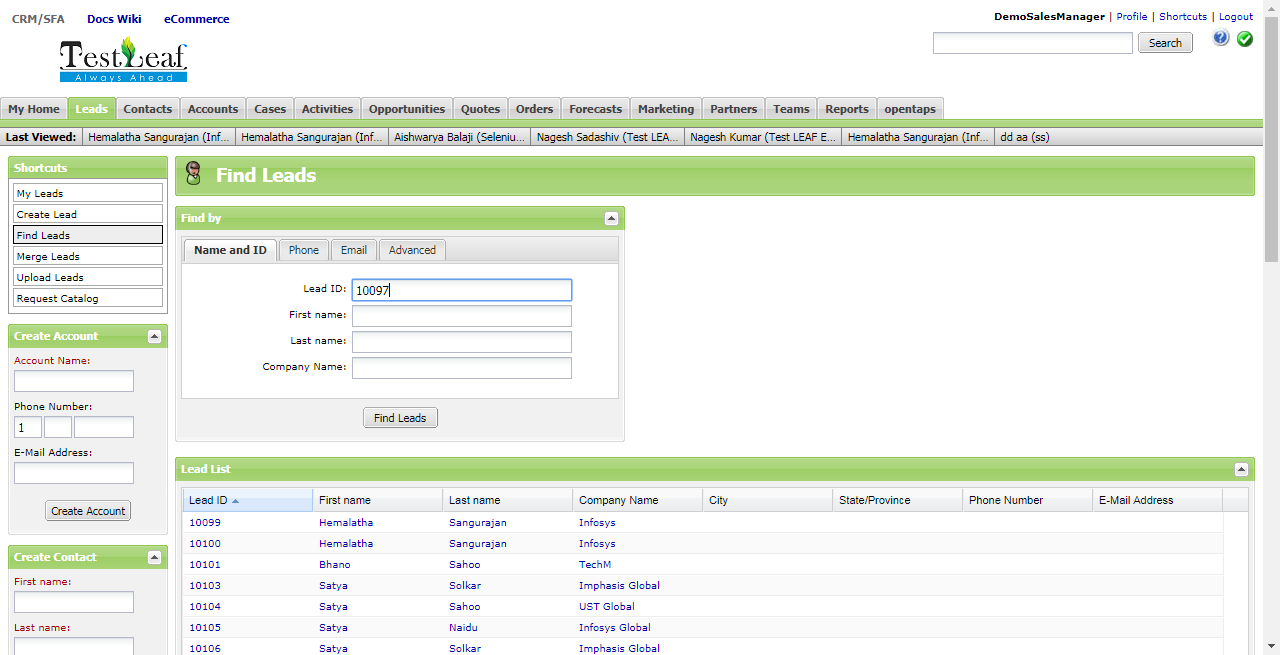 CRM/SFA Docs Wiki eCommerce
DemoSalesManager | Profile | Shortcuts | Logout
TestLeaf
Always Ahead
Search
?
My Home Leads Contacts Accounts Cases Activities Opportunities Quotes Orders Forecasts Marketing Partners Teams Reports opentaps
Last Viewed: Hemalatha Sangurajan (Inf... Hemalatha Sangurajan (Inf... Aishwarya Balaji (Seleniu... Nagesh Sadashiv (Test LEA... Nagesh Kumar (Test LEAF E... Hemalatha Sangurajan (Inf... dd aa (ss)
Shortcuts
My Leads
Create Lead
Find Leads
Merge Leads
Upload Leads
Request Catalog
Create Account
Account Name:
Phone Number:
1
E-Mail Address:
Create Account
Create Contact
First name:
Last name:
Find Leads
Find by
Name and ID Phone Email Advanced
Lead ID: 10097
First name:
Last name:
Company Name:
Find Leads
Lead List
Lead ID First name Last name Company Name City State/Province Phone Number E-Mail Address
10099 Hemalatha Sangurajan Infosys
10100 Hemalatha Sangurajan Infosys
10101 Bhano Sahoo TechM
10103 Satya Solkar Imphasis Global
10104 Satya Sahoo UST Global
10105 Satya Naidu Infosys Global
10106 Satya Solkar Imphasis Global